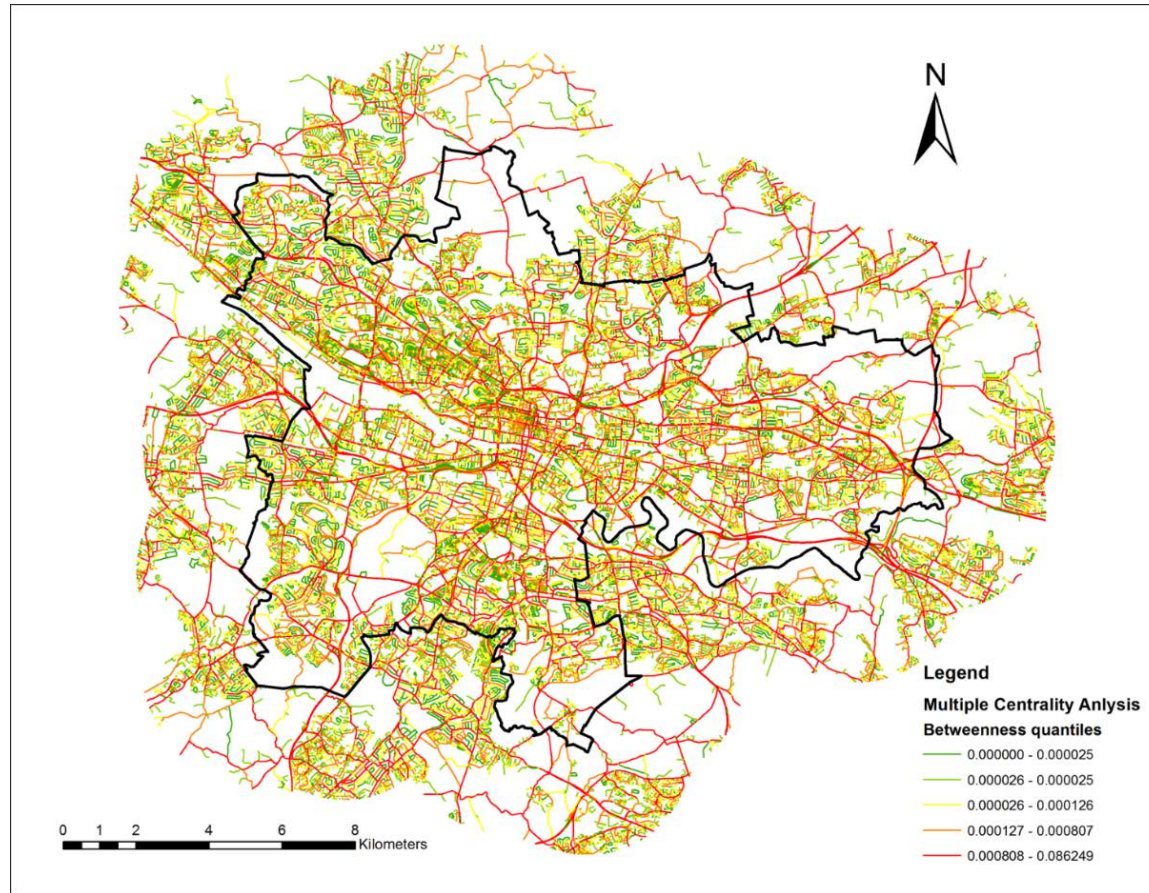 N
Legend
Multiple Centrality Anlysis
Betweenness quantiles
0.000000 - 0.000025
0.000026 - 0.000025
0.000026 - 0.000126
0.000127 - 0.000807
0.000808 - 0.086249
0 1 2 4 6 8
Kilometers